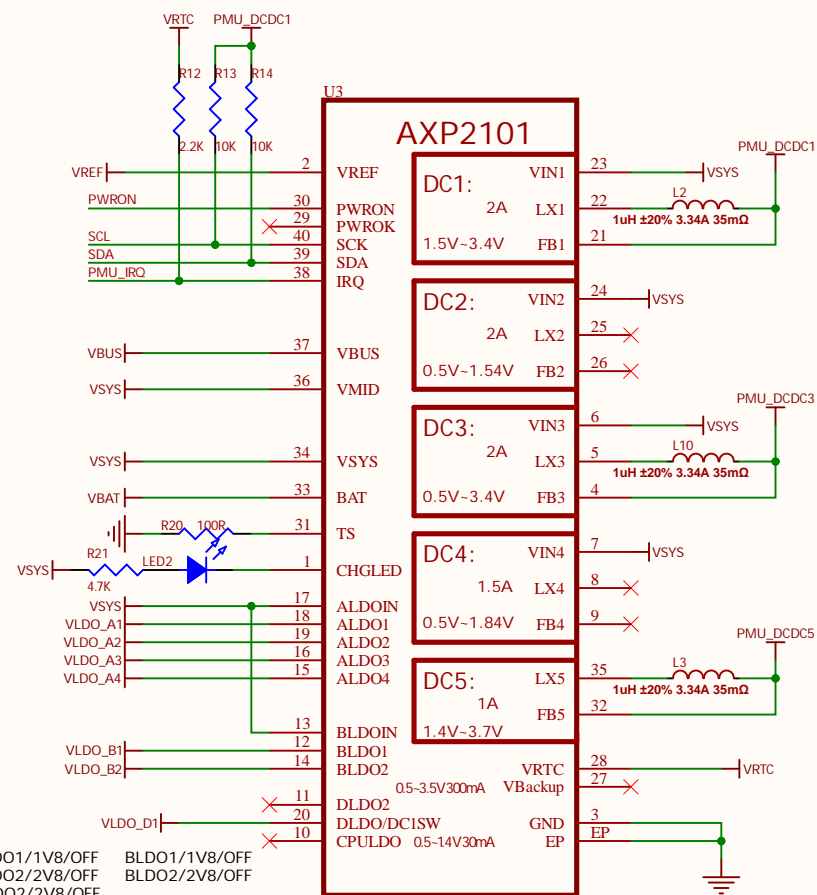 VRTC PMU_DCDC1
R12 R13 R14
2.2K 10K 10K
U3
AXP2101
VREF 2 VREF
PWRON 30 PWRON
29 PWROK
SCL 40 SCK
SDA 39 SDA
PMU_IRQ 38 IRQ
VBUS 37 VBUS
VSYS 36 VMID
VSYS 34 VSYS
VBAT 33 BAT
R20 100R 31 TS
VSYS R21 4.7K LED2 1 CHGLED
VSYS 17 ALDOIN
VLDO_A1 18 ALDO1
VLDO_A2 19 ALDO2
VLDO_A3 16 ALDO3
VLDO_A4 15 ALDO4
13 BLDOIN
VLDO_B1 12 BLDO1
VLDO_B2 14 BLDO2
11 DLDO2
VLDO_D1 20 DLDO/DC1SW
10 CPULDO 0.5~1.4V30mA
0.5~3.5V300mA
DC1:
2A
1.5V~3.4V
VIN1 23 VSYS
LX1 22 L2
1uH ±20% 3.34A 35mΩ
FB1 21
PMU_DCDC1
DC2:
2A
0.5V~1.54V
VIN2 24 VSYS
LX2 25
FB2 26
DC3:
2A
0.5V~3.4V
VIN3 6 VSYS
LX3 5 L10
1uH ±20% 3.34A 35mΩ
FB3 4
PMU_DCDC3
DC4:
1.5A
0.5V~1.84V
VIN4 7 VSYS
LX4 8
FB4 9
DC5:
1A
1.4V~3.7V
LX5 35 L3
1uH ±20% 3.34A 35mΩ
FB5 32
PMU_DCDC5
VRTC 28 VRTC
VBackup 27
GND 3
EP EP
DO1/1V8/OFF BLDO1/1V8/OFF
DO2/2V8/OFF BLDO2/2V8/OFF